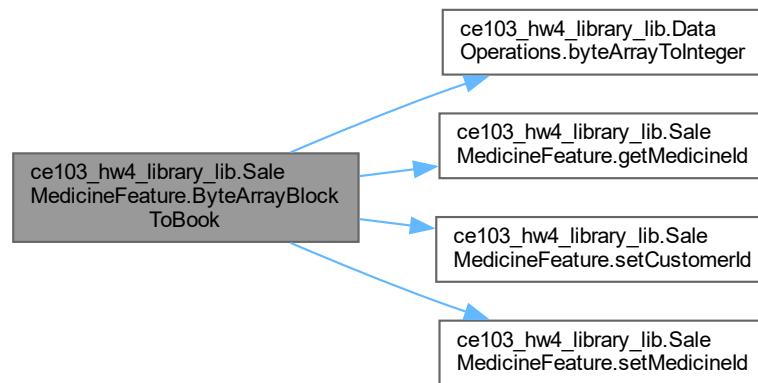 ce103_hw4_library_lib.Sale
MedicineFeature.ByteArrayBlock
ToBook
ce103_hw4_library_lib.Data
Operations.byteArrayToInteger
ce103_hw4_library_lib.Sale
MedicineFeature.getMedicineId
ce103_hw4_library_lib.Sale
MedicineFeature.setCustomerId
ce103_hw4_library_lib.Sale
MedicineFeature.setMedicineId